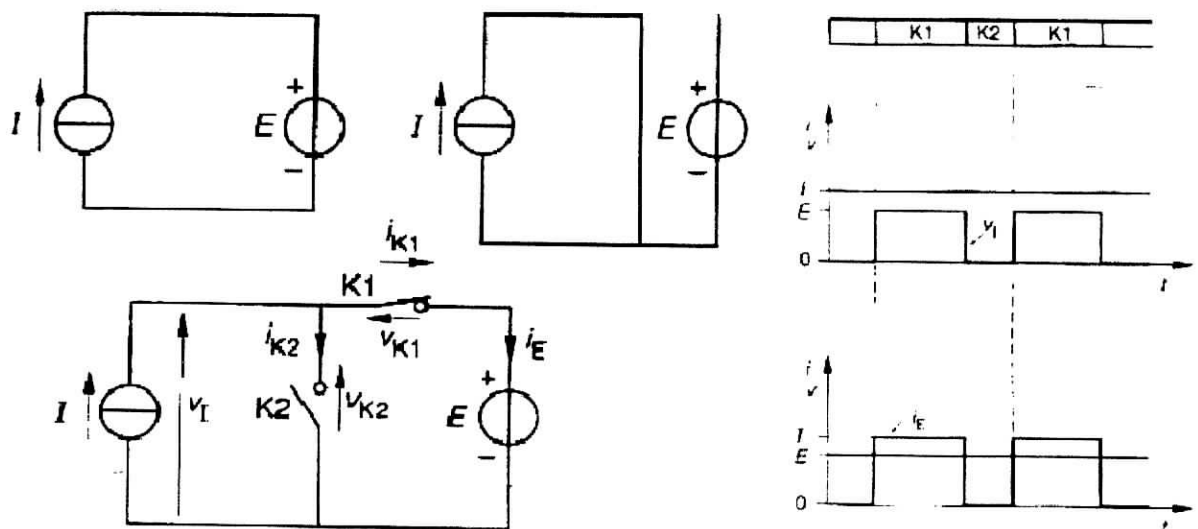 I
+
E
−
I
+
E
−
K1 K2 K1
i
v
I
E
v_I
0
t
i_K1
K1
v_K1
i_K2
i_E
+
I
v_I
K2
v_K2
E
−
i
v
I
i_E
E
0
t